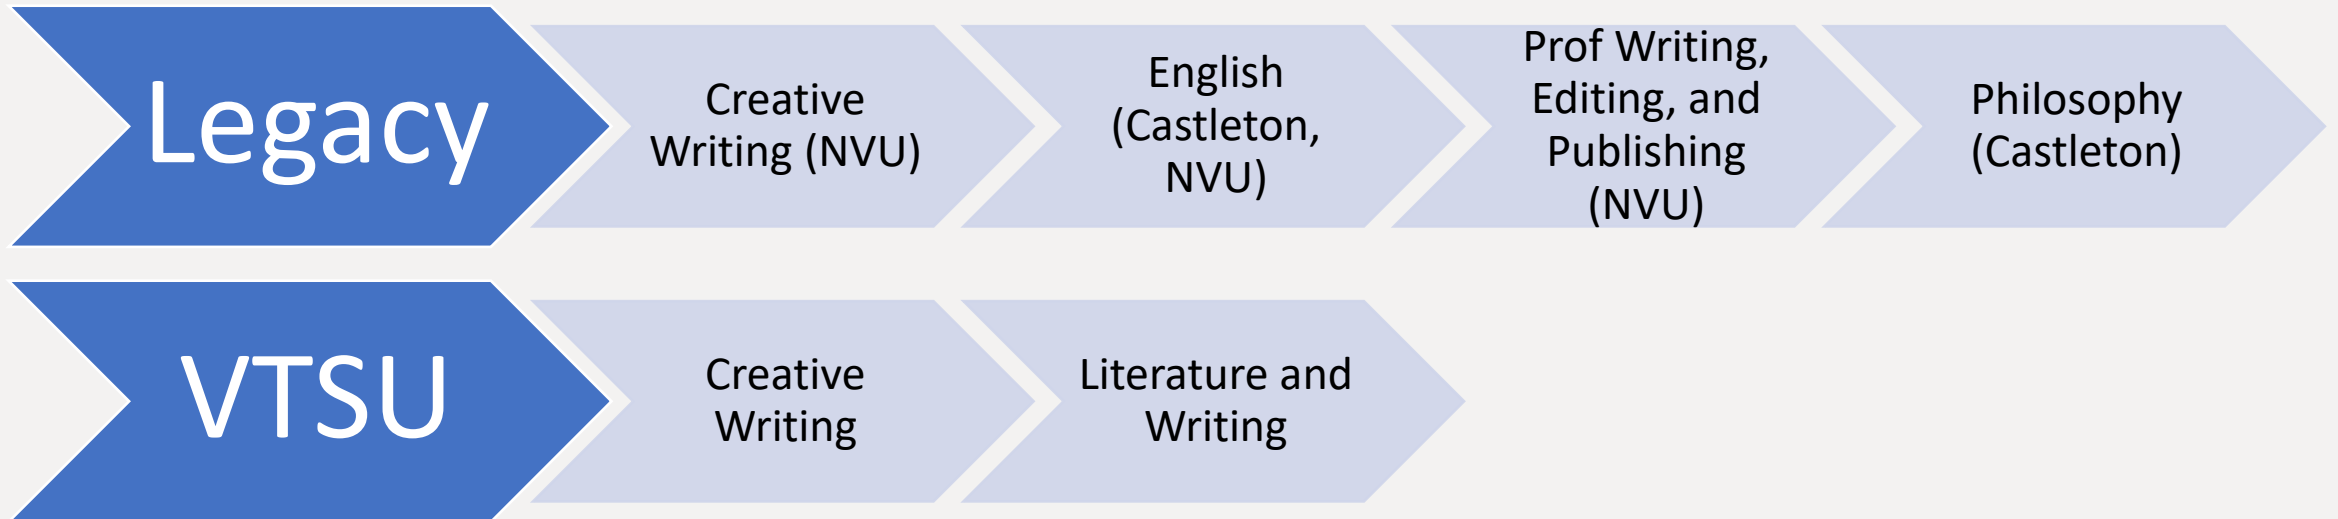 Legacy
Creative
Writing (NVU)
English
(Castleton,
NVU)
Prof Writing,
Editing, and
Publishing
(NVU)
Philosophy
(Castleton)
VTSU
Creative
Writing
Literature and
Writing